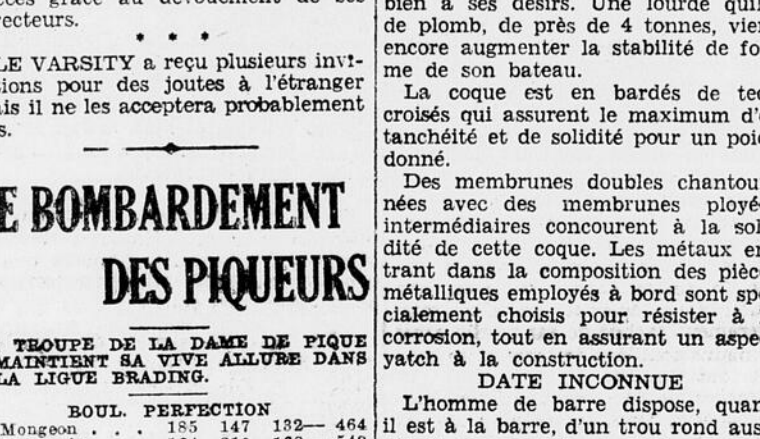 recteurs.
* * *
LE VARSITY a reçu plusieurs invi-
tions pour des joutes à l'étranger
ais il ne les acceptera probablement
s.
E BOMBARDEMENT
DES PIQUEURS
TROUPE DE LA DAME DE PIQUE
MAINTIENT SA VIVE ALLURE DANS
LA LIGUE BRADING.
BOUL. PERFECTION
Mongeon . . . 185 147 132— 464
bien à ses désirs. Une lourde quil
de plomb, de près de 4 tonnes, vien
encore augmenter la stabilité de fo
me de son bateau.
La coque est en bardés de tec
croisés qui assurent le maximum d'é
tanchéité et de solidité pour un poid
donné.
Des membrunes doubles chantou
nées avec des membrunes ployé
intermédiaires concourent à la sol
dité de cette coque. Les métaux en
trant dans la composition des pièc
métalliques employés à bord sont spé
cialement choisis pour résister à
corrosion, tout en assurant un aspe
yatch à la construction.
DATE INCONNUE
L'homme de barre dispose, quan
il est à la barre, d'un trou rond aus